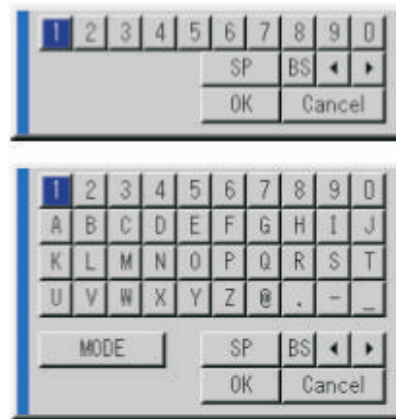 1 2 3 4 5 6 7 8 9 0
SP BS ◄ ►
OK Cancel
1 2 3 4 5 6 7 8 9 0
A B C D E F G H I J
K L M N O P Q R S T
U V W X Y Z @ . - _
MODE SP BS ◄ ►
OK Cancel